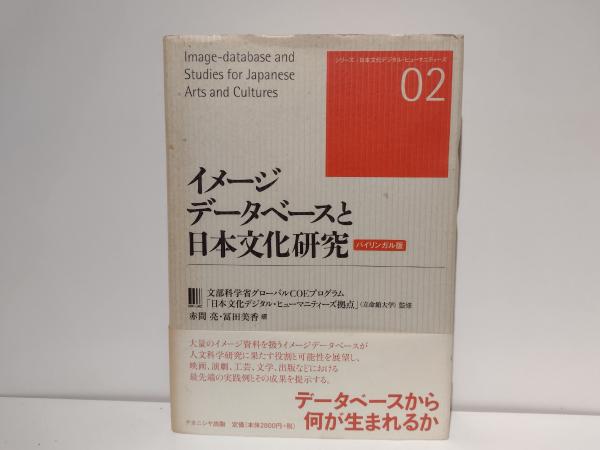 Image-database and
Studies for Japanese
Arts and Cultures
シリーズ:日本文化デジタル・ヒューマニティーズ
02
イメージ
データベースと
日本文化研究 バイリンガル版
文部科学省グローバルCOEプログラム
「日本文化デジタル・ヒューマニティーズ拠点」(立命館大学)監修
赤間 亮・冨田美香 編
大量のイメージ資料を扱うイメージデータベースが
人文科学研究に果たす役割と可能性を展望し、
映画、演劇、工芸、文学、出版などにおける
最先端の実践例とその成果を提示する。
データベースから
何が生まれるか
ナカニシヤ出版 定価(本体2800円+税)